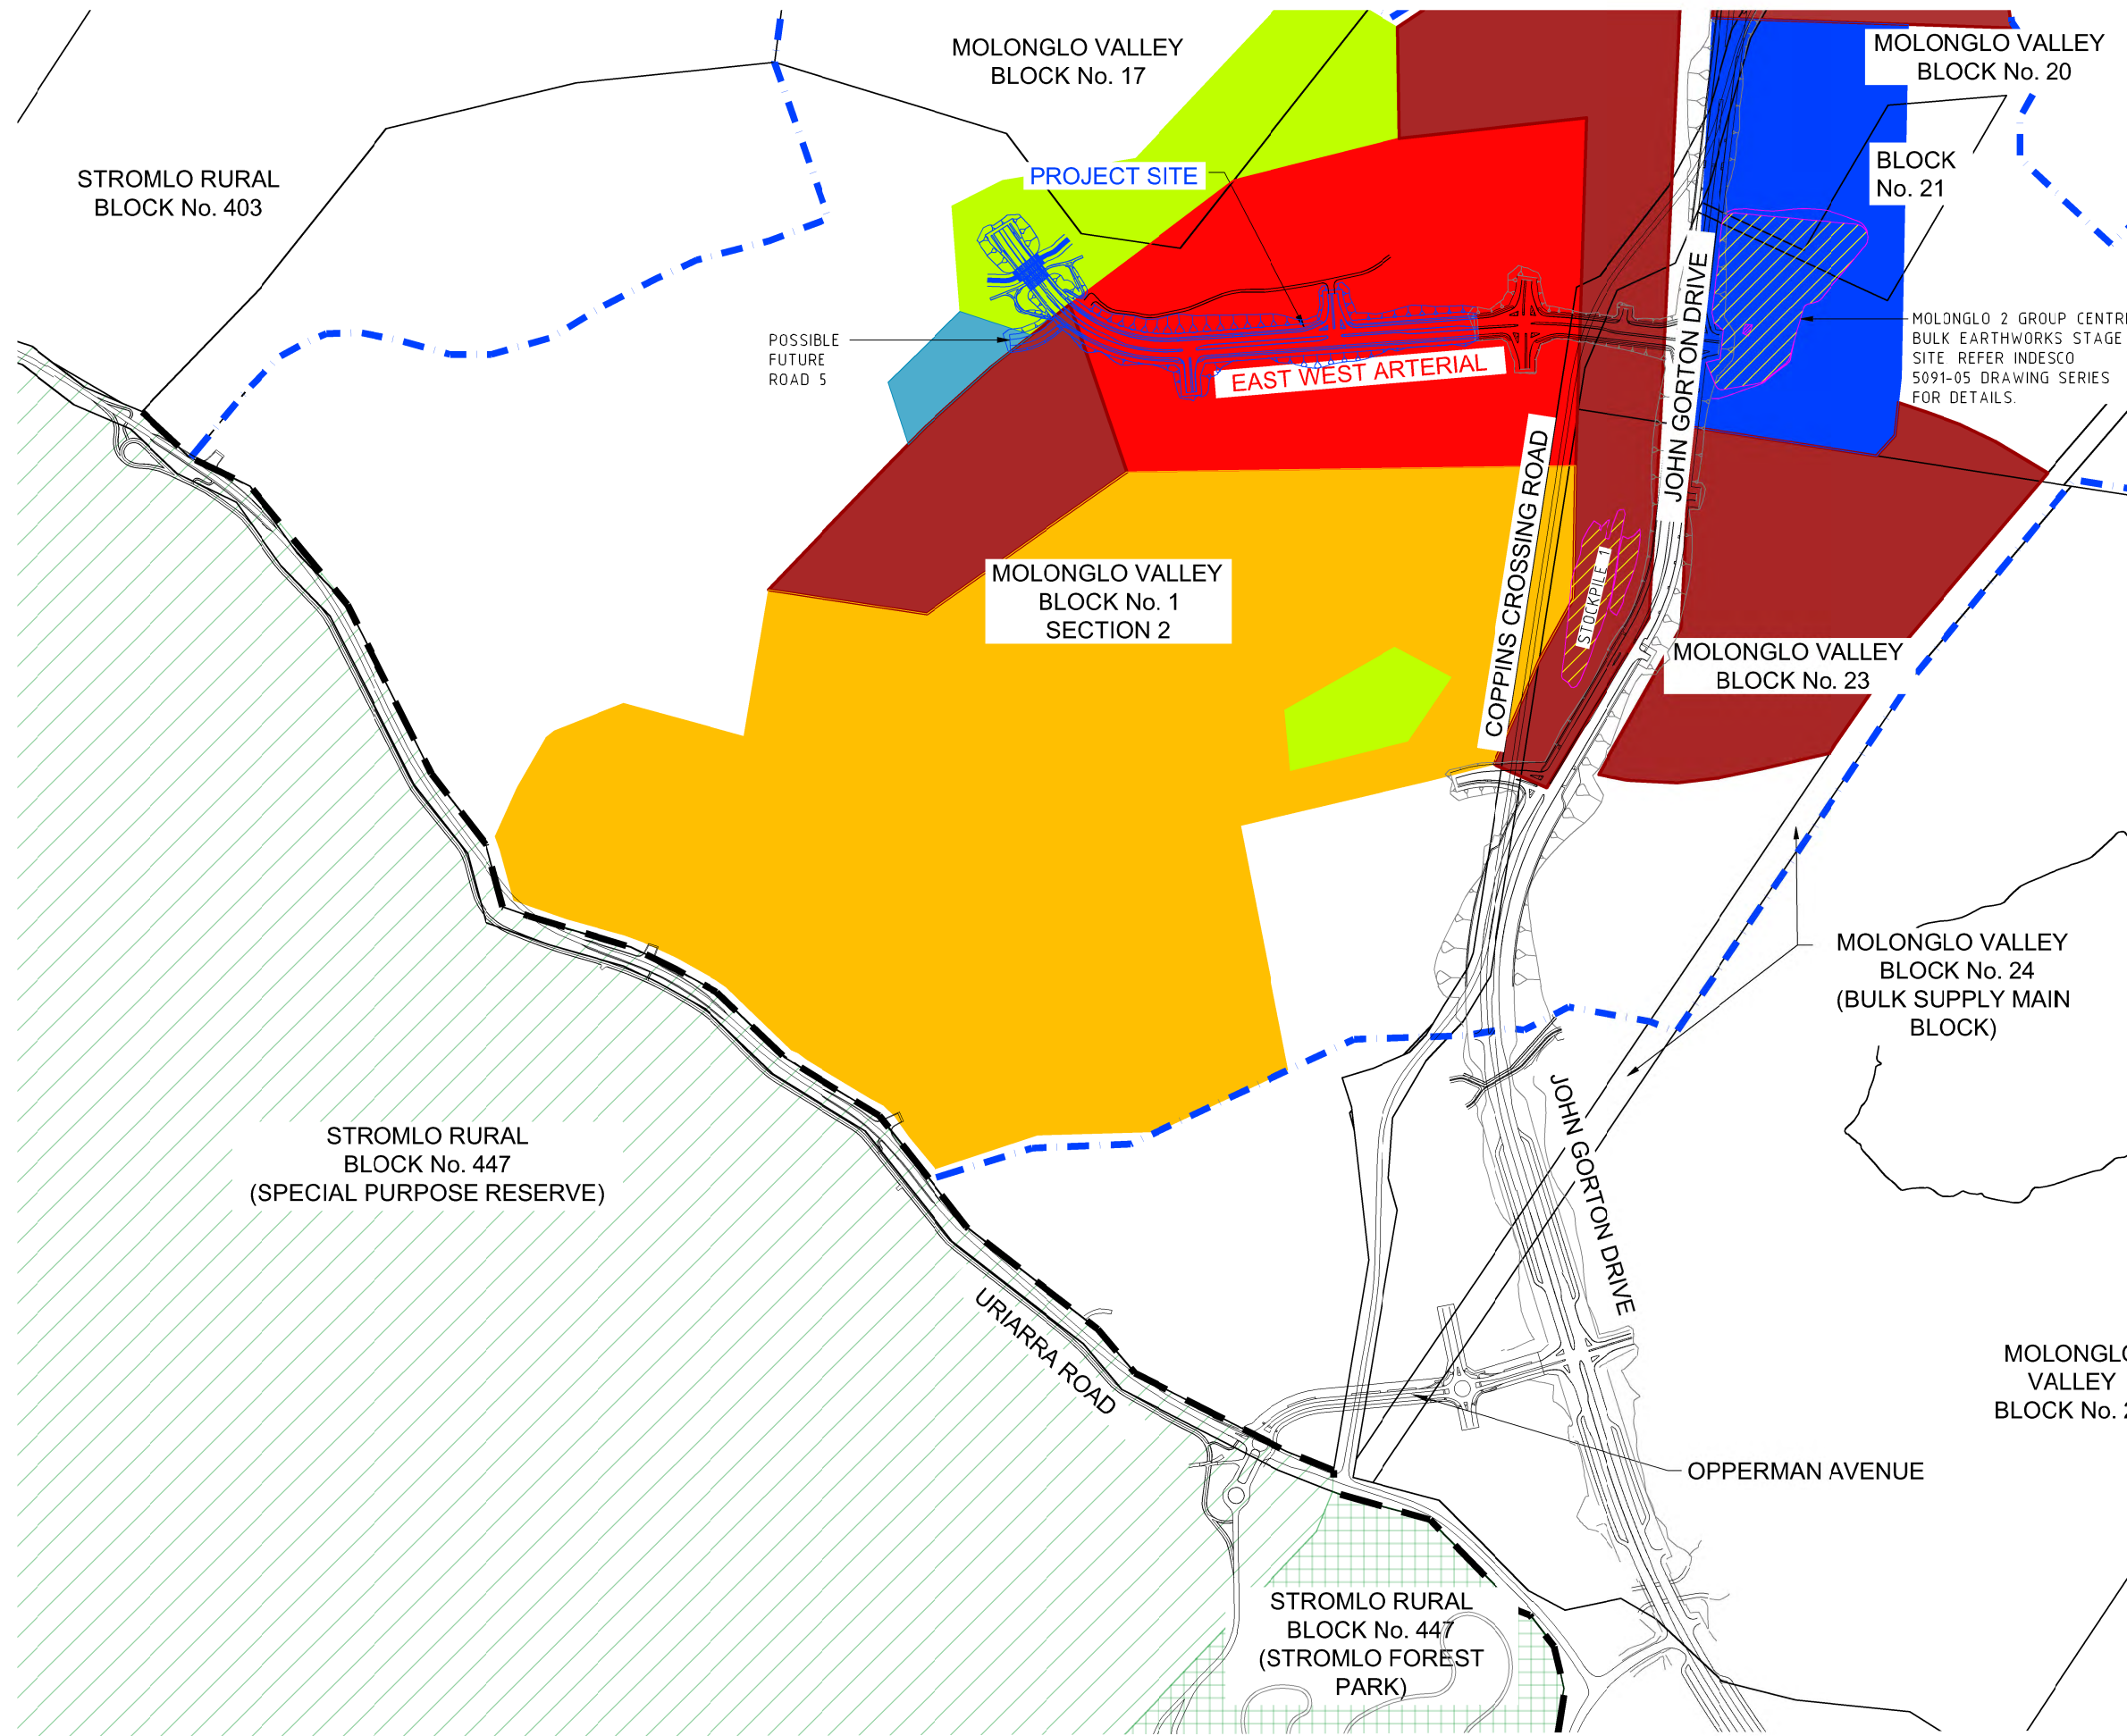 MOLONGLO VALLEY
BLOCK No. 17
MOLONGLO VALLEY
BLOCK No. 20
STROMLO RURAL
BLOCK No. 403
PROJECT SITE
BLOCK
No. 21
POSSIBLE
FUTURE
ROAD 5
EAST WEST ARTERIAL
JOHN GORTON DRIVE
MOLONGLO 2 GROUP CENTR
BULK EARTHWORKS STAGE
SITE REFER INDESCO
5091-05 DRAWING SERIES
FOR DETAILS.
COPPINS CROSSING ROAD
STOCKPILE 1
MOLONGLO VALLEY
BLOCK No. 1
SECTION 2
MOLONGLO VALLEY
BLOCK No. 23
MOLONGLO VALLEY
BLOCK No. 24
(BULK SUPPLY MAIN
BLOCK)
JOHN GORTON DRIVE
STROMLO RURAL
BLOCK No. 447
(SPECIAL PURPOSE RESERVE)
URIARRA ROAD
MOLONGLO
VALLEY
BLOCK No. 2
OPPERMAN AVENUE
STROMLO RURAL
BLOCK No. 447
(STROMLO FOREST
PARK)